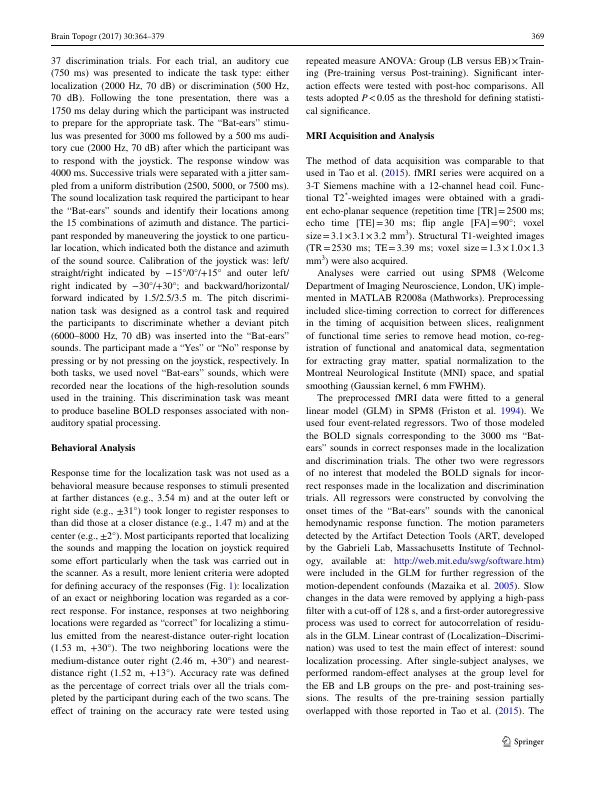 Brain Topogr (2017) 30:364–379
369
37 discrimination trials. For each trial, an auditory cue
(750 ms) was presented to indicate the task type: either
localization (2000 Hz, 70 dB) or discrimination (500 Hz,
70 dB). Following the tone presentation, there was a
1750 ms delay during which the participant was instructed
to prepare for the appropriate task. The “Bat-ears” stimu-
lus was presented for 3000 ms followed by a 500 ms audi-
tory cue (2000 Hz, 70 dB) after which the participant was
to respond with the joystick. The response window was
4000 ms. Successive trials were separated with a jitter sam-
pled from a uniform distribution (2500, 5000, or 7500 ms).
The sound localization task required the participant to hear
the “Bat-ears” sounds and identify their locations among
the 15 combinations of azimuth and distance. The partici-
pant responded by maneuvering the joystick to one particu-
lar location, which indicated both the distance and azimuth
of the sound source. Calibration of the joystick was: left/
straight/right indicated by −15°/0°/+15° and outer left/
right indicated by −30°/+30°; and backward/horizontal/
forward indicated by 1.5/2.5/3.5 m. The pitch discrimi-
nation task was designed as a control task and required
the participants to discriminate whether a deviant pitch
(6000–8000 Hz, 70 dB) was inserted into the “Bat-ears”
sounds. The participant made a “Yes” or “No” response by
pressing or by not pressing on the joystick, respectively. In
both tasks, we used novel “Bat-ears” sounds, which were
recorded near the locations of the high-resolution sounds
used in the training. This discrimination task was meant
to produce baseline BOLD responses associated with non-
auditory spatial processing.
Behavioral Analysis
Response time for the localization task was not used as a
behavioral measure because responses to stimuli presented
at farther distances (e.g., 3.54 m) and at the outer left or
right side (e.g., ±31°) took longer to register responses to
than did those at a closer distance (e.g., 1.47 m) and at the
center (e.g., ±2°). Most participants reported that localizing
the sounds and mapping the location on joystick required
some effort particularly when the task was carried out in
the scanner. As a result, more lenient criteria were adopted
for defining accuracy of the responses (Fig. 1): localization
of an exact or neighboring location was regarded as a cor-
rect response. For instance, responses at two neighboring
locations were regarded as “correct” for localizing a stimu-
lus emitted from the nearest-distance outer-right location
(1.53 m, +30°). The two neighboring locations were the
medium-distance outer right (2.46 m, +30°) and nearest-
distance right (1.52 m, +13°). Accuracy rate was defined
as the percentage of correct trials over all the trials com-
pleted by the participant during each of the two scans. The
effect of training on the accuracy rate were tested using
repeated measure ANOVA: Group (LB versus EB) × Train-
ing (Pre-training versus Post-training). Significant inter-
action effects were tested with post-hoc comparisons. All
tests adopted P < 0.05 as the threshold for defining statisti-
cal significance.
MRI Acquisition and Analysis
The method of data acquisition was comparable to that
used in Tao et al. (2015). fMRI series were acquired on a
3-T Siemens machine with a 12-channel head coil. Func-
tional T2*-weighted images were obtained with a gradi-
ent echo-planar sequence (repetition time [TR] = 2500 ms;
echo time [TE] = 30 ms; flip angle [FA] = 90°; voxel
size = 3.1 × 3.1 × 3.2 mm³). Structural T1-weighted images
(TR = 2530 ms; TE = 3.39 ms; voxel size = 1.3 × 1.0 × 1.3
mm³) were also acquired.
Analyses were carried out using SPM8 (Welcome
Department of Imaging Neuroscience, London, UK) imple-
mented in MATLAB R2008a (Mathworks). Preprocessing
included slice-timing correction to correct for differences
in the timing of acquisition between slices, realignment
of functional time series to remove head motion, co-reg-
istration of functional and anatomical data, segmentation
for extracting gray matter, spatial normalization to the
Montreal Neurological Institute (MNI) space, and spatial
smoothing (Gaussian kernel, 6 mm FWHM).
The preprocessed fMRI data were fitted to a general
linear model (GLM) in SPM8 (Friston et al. 1994). We
used four event-related regressors. Two of those modeled
the BOLD signals corresponding to the 3000 ms “Bat-
ears” sounds in correct responses made in the localization
and discrimination trials. The other two were regressors
of no interest that modeled the BOLD signals for incor-
rect responses made in the localization and discrimination
trials. All regressors were constructed by convolving the
onset times of the “Bat-ears” sounds with the canonical
hemodynamic response function. The motion parameters
detected by the Artifact Detection Tools (ART, developed
by the Gabrieli Lab, Massachusetts Institute of Technol-
ogy, available at: http://web.mit.edu/swg/software.htm)
were included in the GLM for further regression of the
motion-dependent confounds (Mazaika et al. 2005). Slow
changes in the data were removed by applying a high-pass
filter with a cut-off of 128 s, and a first-order autoregressive
process was used to correct for autocorrelation of residu-
als in the GLM. Linear contrast of (Localization–Discrimi-
nation) was used to test the main effect of interest: sound
localization processing. After single-subject analyses, we
performed random-effect analyses at the group level for
the EB and LB groups on the pre- and post-training ses-
sions. The results of the pre-training session partially
overlapped with those reported in Tao et al. (2015). The
Springer